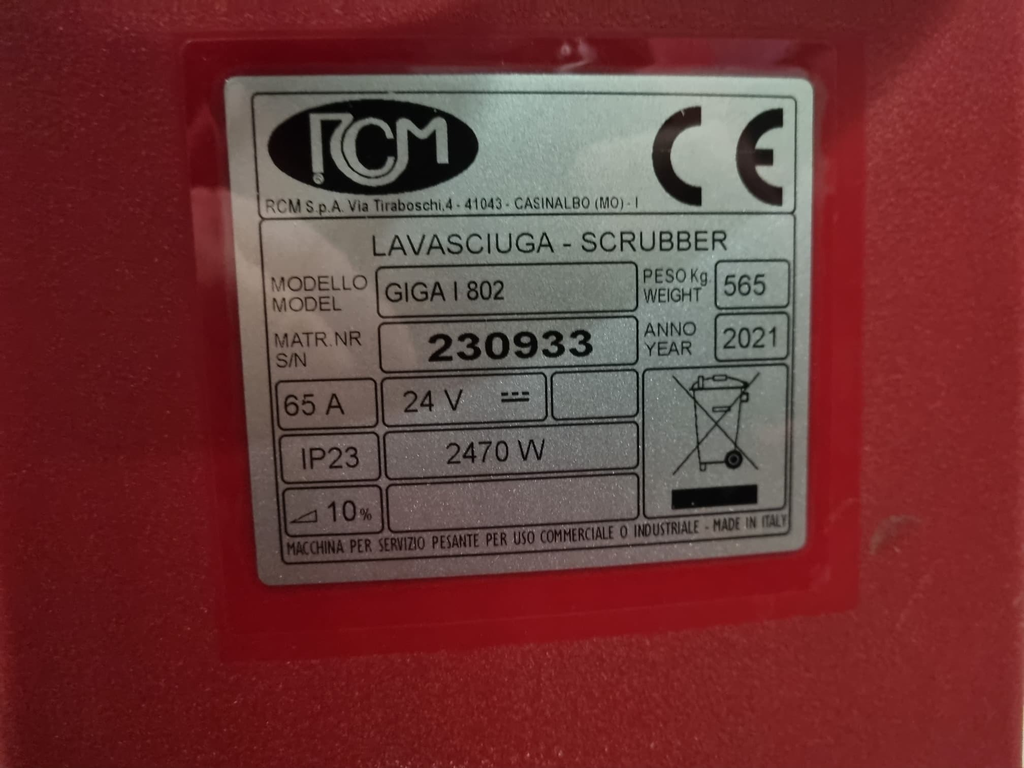 RCM
CE
RCM S.p.A. Via Tiraboschi,4 - 41043 - CASINALBO (MO) - I
LAVASCIUGA - SCRUBBER
MODELLO
MODEL
GIGA I 802
PESO Kg.
WEIGHT
565
MATR.NR
S/N
230933
ANNO
YEAR
2021
65 A
24 V
IP23
2470 W
10%
MACCHINA PER SERVIZIO PESANTE PER USO COMMERCIALE O INDUSTRIALE - MADE IN ITALY